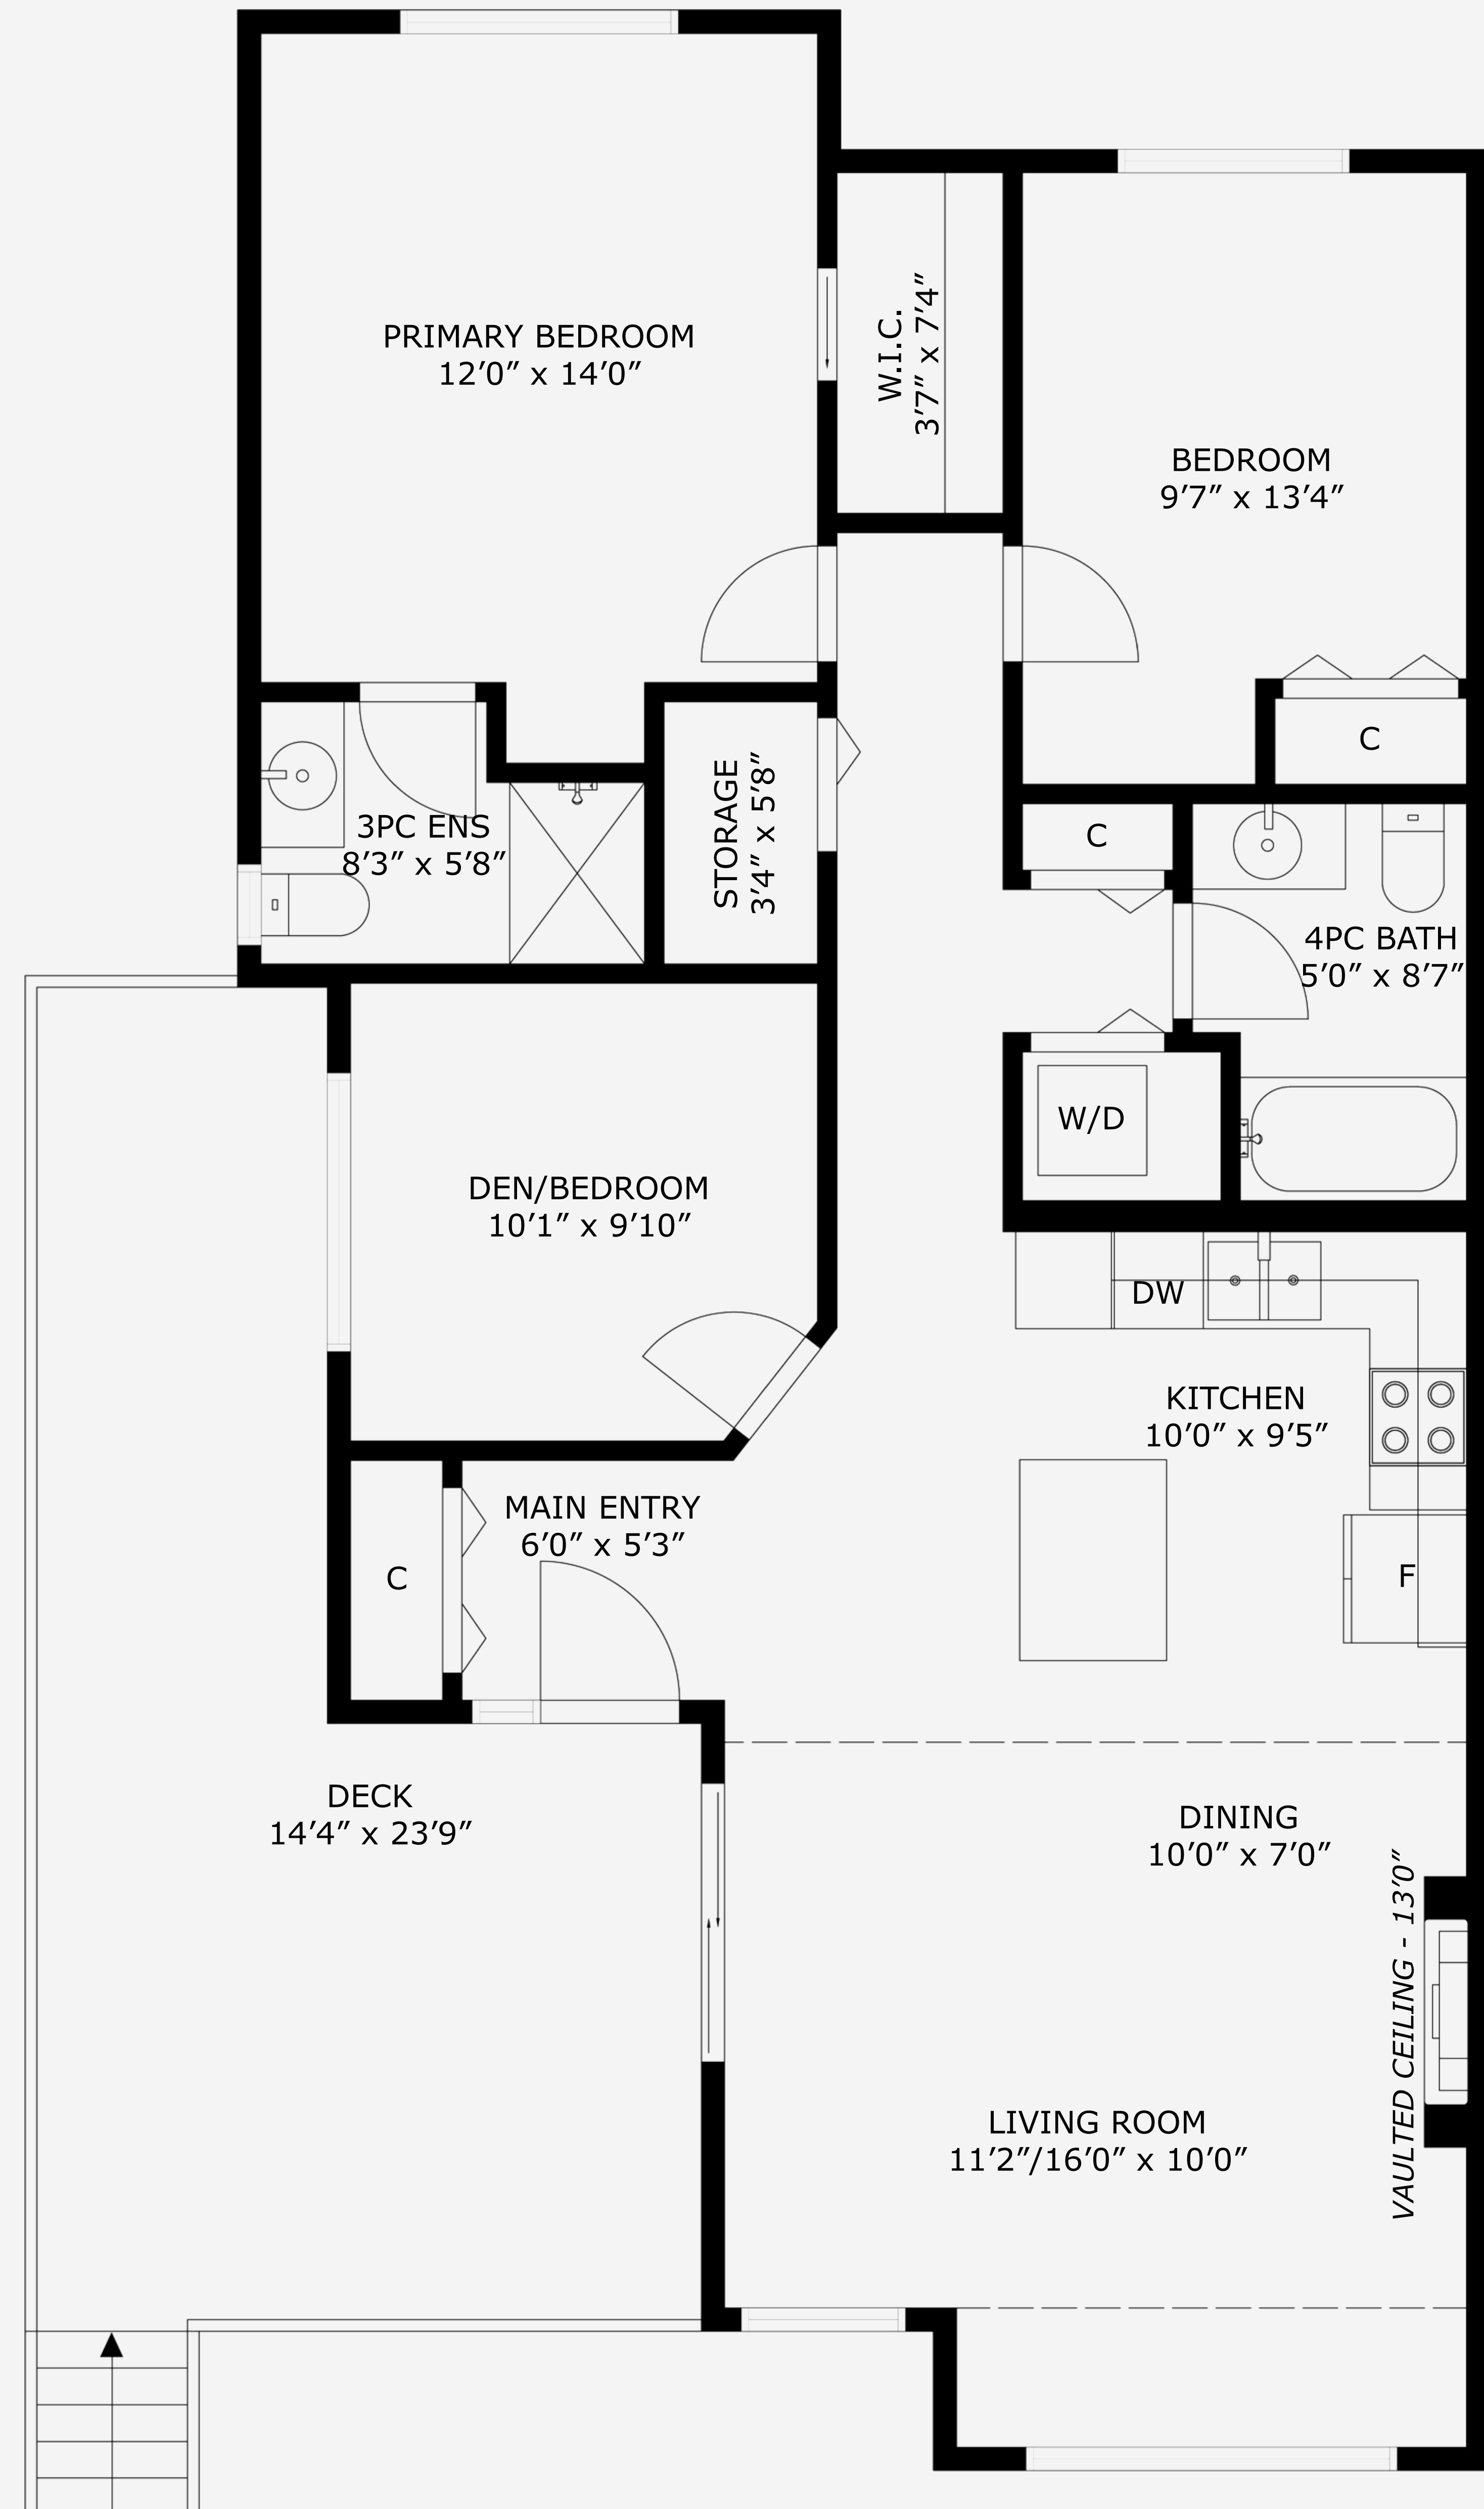 PRIMARY BEDROOM
12'0" x 14'0"
W.I.C.
3'7" x 7'4"
BEDROOM
9'7" x 13'4"
C
3PC ENS
8'3" x 5'8"
STORAGE
3'4" x 5'8"
C
4PC BATH
5'0" x 8'7"
W/D
DEN/BEDROOM
10'1" x 9'10"
DW
KITCHEN
10'0" x 9'5"
MAIN ENTRY
6'0" x 5'3"
C
F
DECK
14'4" x 23'9"
DINING
10'0" x 7'0"
VAULTED CEILING - 13'0"
LIVING ROOM
11'2"/16'0" x 10'0"